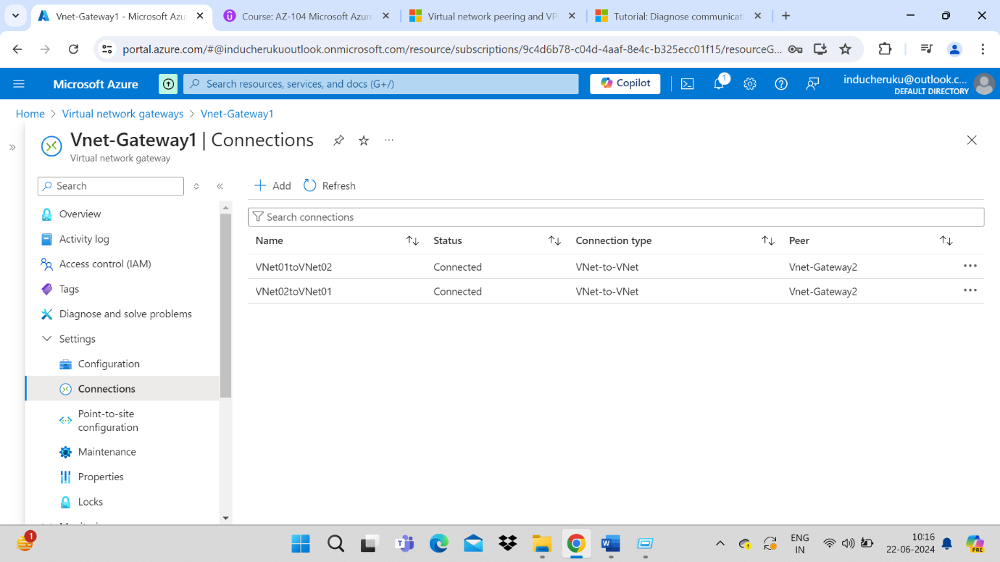 Vnet-Gateway1 - Microsoft Azu
Course: AZ-104 Microsoft Azure
Virtual network peering and VP
Tutorial: Diagnose communicati
portal.azure.com/#@inducherukuoutlook.onmicrosoft.com/resource/subscriptions/9c4d6b78-c04d-4aaf-8e4c-b325ecc01f15/resourceG...
Microsoft Azure
Search resources, services, and docs (G+/)
Copilot
1
inducheruku@outlook.c...
DEFAULT DIRECTORY
Home > Virtual network gateways > Vnet-Gateway1
Vnet-Gateway1 | Connections
Virtual network gateway
Search
Add
Refresh
Overview
Activity log
Access control (IAM)
Tags
Diagnose and solve problems
Settings
Configuration
Connections
Point-to-site
configuration
Maintenance
Properties
Locks
Search connections
Name Status Connection type Peer
VNet01toVNet02 Connected VNet-to-VNet Vnet-Gateway2
VNet02toVNet01 Connected VNet-to-VNet Vnet-Gateway2
1
ENG
IN
10:16
22-06-2024
PRE